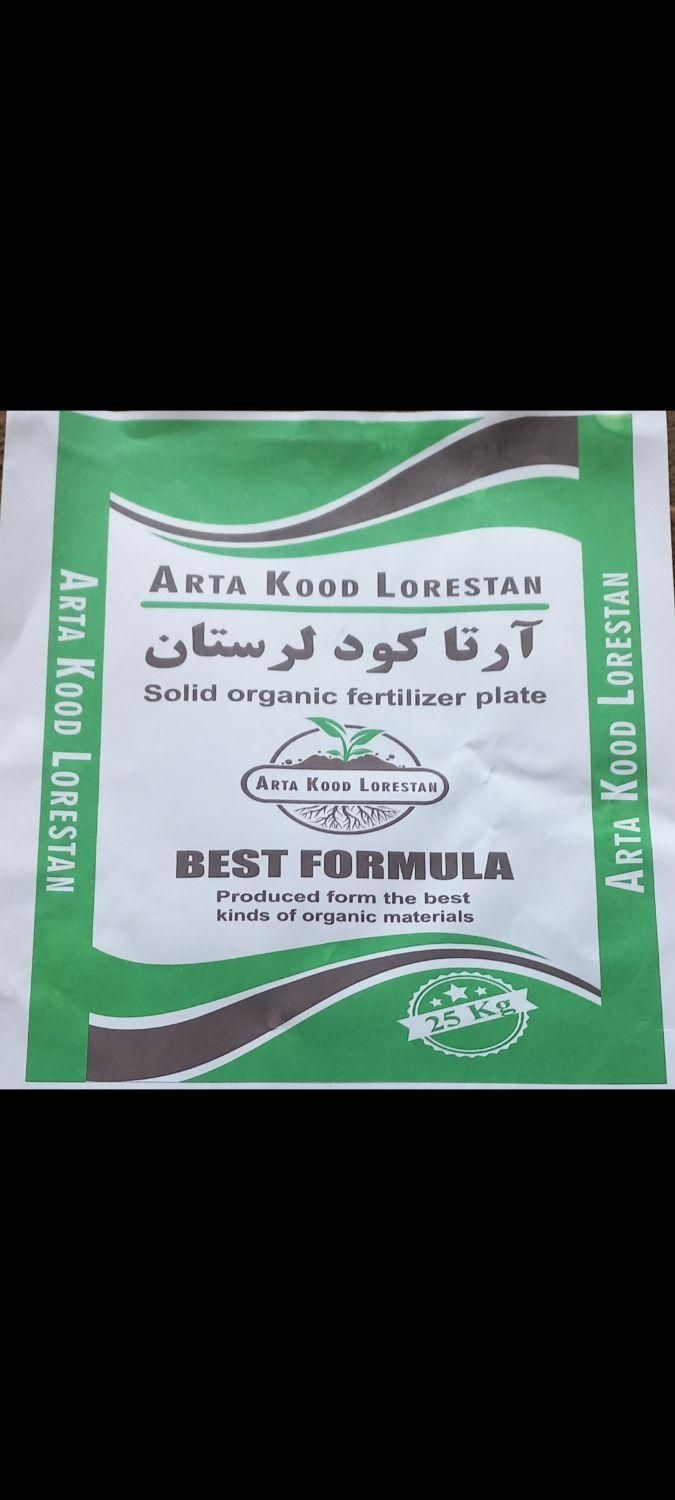 ARTA KOOD LORESTAN
آرتا کود لرستان
Solid organic fertilizer plate
ARTA KOOD LORESTAN
BEST FORMULA
Produced form the best
kinds of organic materials
25 Kg
ARTA KOOD LORESTAN
ARTA KOOD LORESTAN